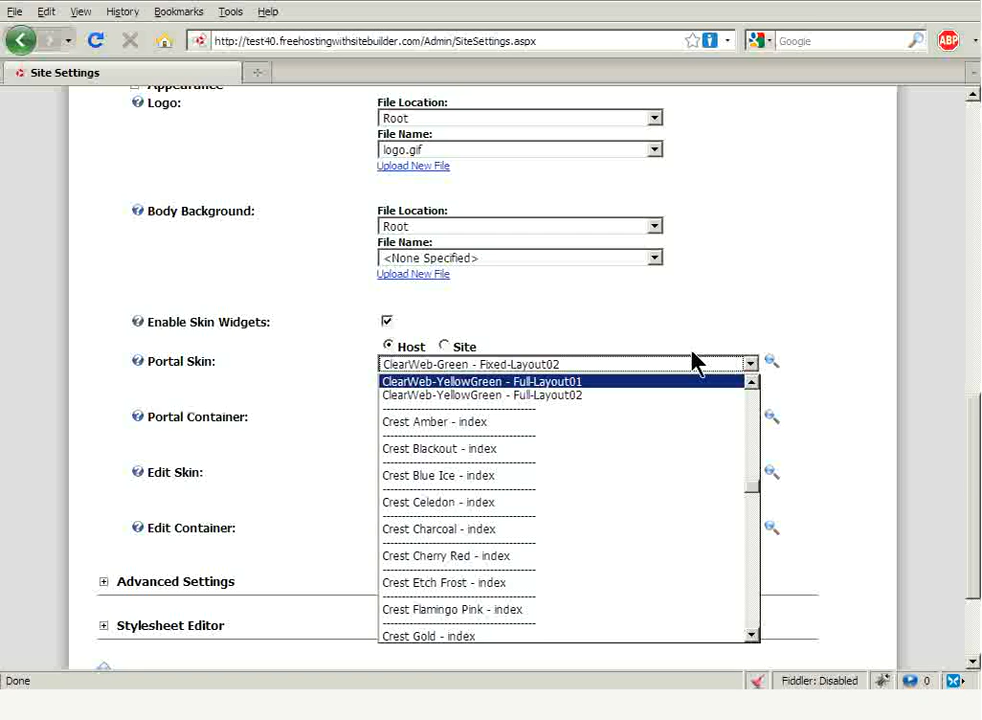 File Edit View History Bookmarks Tools Help
http://test40.freehostingwithsitebuilder.com/Admin/SiteSettings.aspx
Google
ABP
Site Settings
Appearance
Logo:
File Location:
Root
File Name:
logo.gif
Upload New File
Body Background:
File Location:
Root
File Name:
<None Specified>
Upload New File
Enable Skin Widgets:
Host Site
Portal Skin:
ClearWeb-Green - Fixed-Layout02
ClearWeb-YellowGreen - Full-Layout01
ClearWeb-YellowGreen - Full-Layout02
-----------------------------------
Crest Amber - index
-----------------------------------
Portal Container:
Crest Blackout - index
-----------------------------------
Edit Skin:
Crest Blue Ice - index
-----------------------------------
Crest Celedon - index
-----------------------------------
Edit Container:
Crest Charcoal - index
-----------------------------------
Crest Cherry Red - index
-----------------------------------
Advanced Settings
Crest Etch Frost - index
-----------------------------------
Crest Flamingo Pink - index
-----------------------------------
Stylesheet Editor
Crest Gold - index
Done
Fiddler: Disabled
0